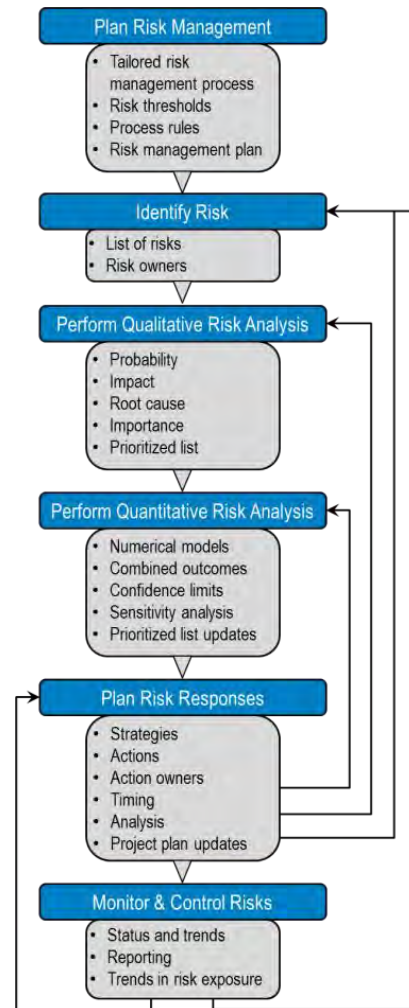 Plan Risk Management
• Tailored risk
management process
• Risk thresholds
• Process rules
• Risk management plan
Identify Risk
• List of risks
• Risk owners
Perform Qualitative Risk Analysis
• Probability
• Impact
• Root cause
• Importance
• Prioritized list
Perform Quantitative Risk Analysis
• Numerical models
• Combined outcomes
• Confidence limits
• Sensitivity analysis
• Prioritized list updates
Plan Risk Responses
• Strategies
• Actions
• Action owners
• Timing
• Analysis
• Project plan updates
Monitor & Control Risks
• Status and trends
• Reporting
• Trends in risk exposure